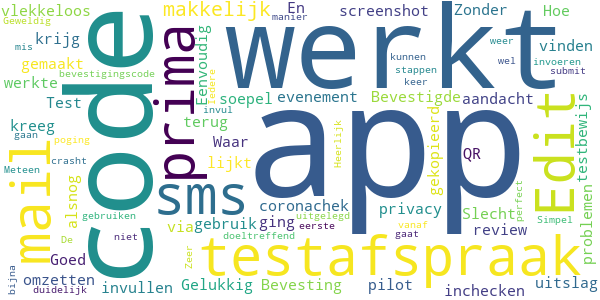 vlekkeloos
Geweldig
krijg
mis
gemaakt
bevestigingscode
werkte
Test
kreeg
gaan
poging
mail
Meteen
crasht
alsnog
gebruiken
De
niet
bijna
Goed
omzetten
duidelijk
invullen
code
makkelijk
prima
Eenvoudig
Iedere
invul
terug
lijkt
sms
via
Zeer
Gelukkig
En
manier
screenshot
werkt
soepel
evenement
Waar
app
Heerlijk
coronachek
gebruik
ging
uitgelegd
eerste
doeltreffend
testafspraak
Bevesting
pilot
Zonder
weer
kunnen
stappen
keer
wel
Bevestigde
aandacht
gekopieerd
QR
privacy
vanaf
gaat
Slecht
review
perfect
inchecken
Hoe
vinden
invoeren
submit
Edit
testbewijs
Simpel
problemen
uitslag